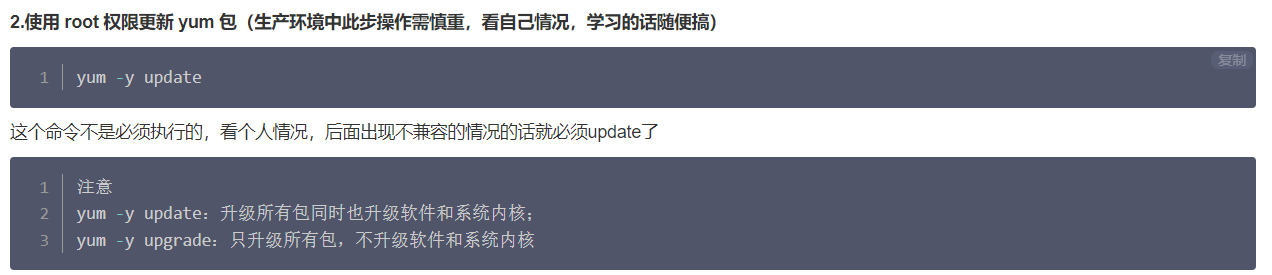 2.使用 root 权限更新 yum 包（生产环境中此步操作需慎重，看自己情况，学习的话随便搞）
复制
1 yum -y update
这个命令不是必须执行的，看个人情况，后面出现不兼容的情况的话就必须update了
1 注意
2 yum -y update：升级所有包同时也升级软件和系统内核；
3 yum -y upgrade：只升级所有包，不升级软件和系统内核